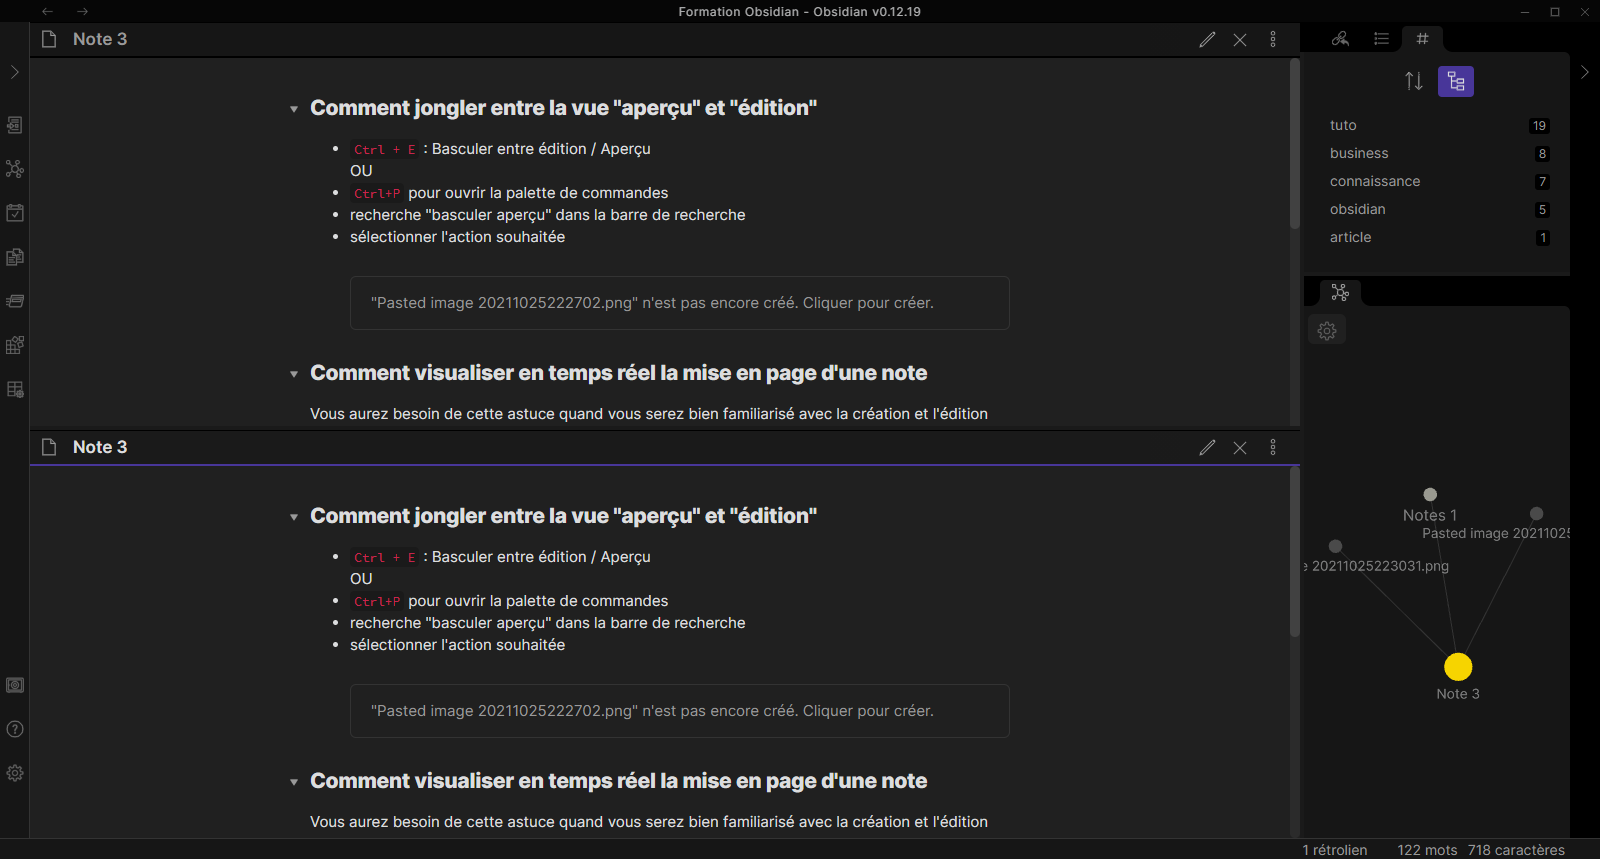 Formation Obsidian - Obsidian v0.12.19
Note 3
Comment jongler entre la vue "aperçu" et "édition"
Ctrl + E : Basculer entre édition / Aperçu
OU
Ctrl+P pour ouvrir la palette de commandes
recherche "basculer aperçu" dans la barre de recherche
sélectionner l'action souhaitée
"Pasted image 20211025222702.png" n'est pas encore créé. Cliquer pour créer.
Comment visualiser en temps réel la mise en page d'une note
Vous aurez besoin de cette astuce quand vous serez bien familiarisé avec la création et l'édition
Note 3
Comment jongler entre la vue "aperçu" et "édition"
Ctrl + E : Basculer entre édition / Aperçu
OU
Ctrl+P pour ouvrir la palette de commandes
recherche "basculer aperçu" dans la barre de recherche
sélectionner l'action souhaitée
"Pasted image 20211025222702.png" n'est pas encore créé. Cliquer pour créer.
Comment visualiser en temps réel la mise en page d'une note
Vous aurez besoin de cette astuce quand vous serez bien familiarisé avec la création et l'édition
tuto 19
business 8
connaissance 7
obsidian 5
article 1
Notes 1
Pasted image 20211025
e 20211025223031.png
Note 3
1 rétrolien 122 mots 718 caractères